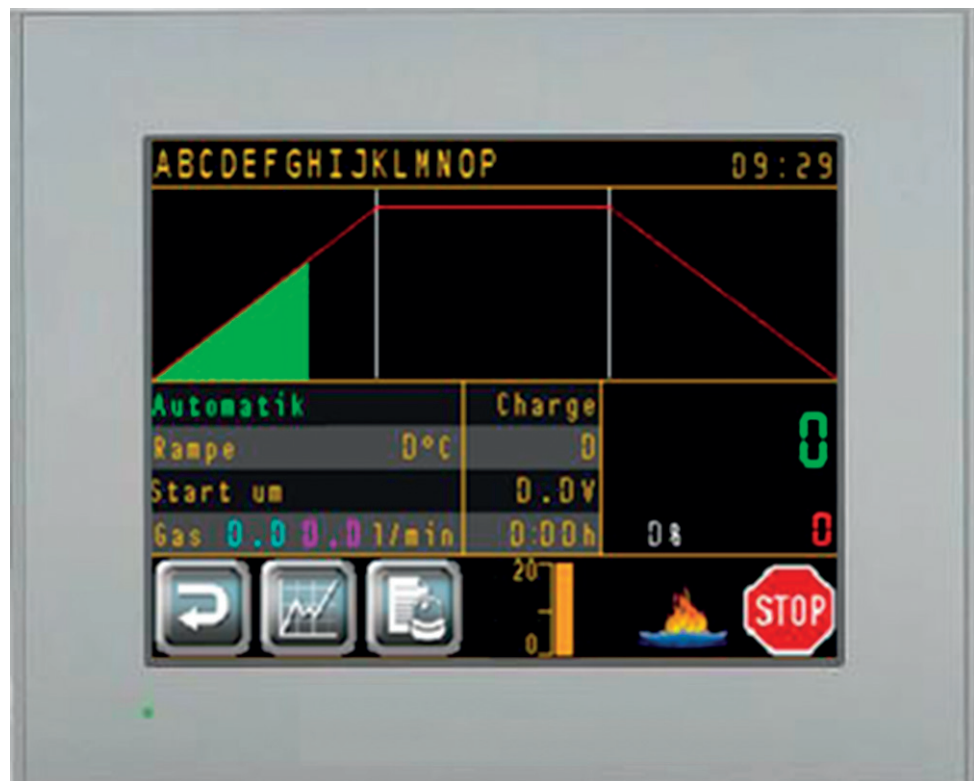 ABCDEFGHIJKLMNOP 09:29
Automatik Charge
Rampe 0°C 0
0
Start um 0.0V
Gas 0.0 0.0 l/min 0:00h 0% 0
20
0
STOP